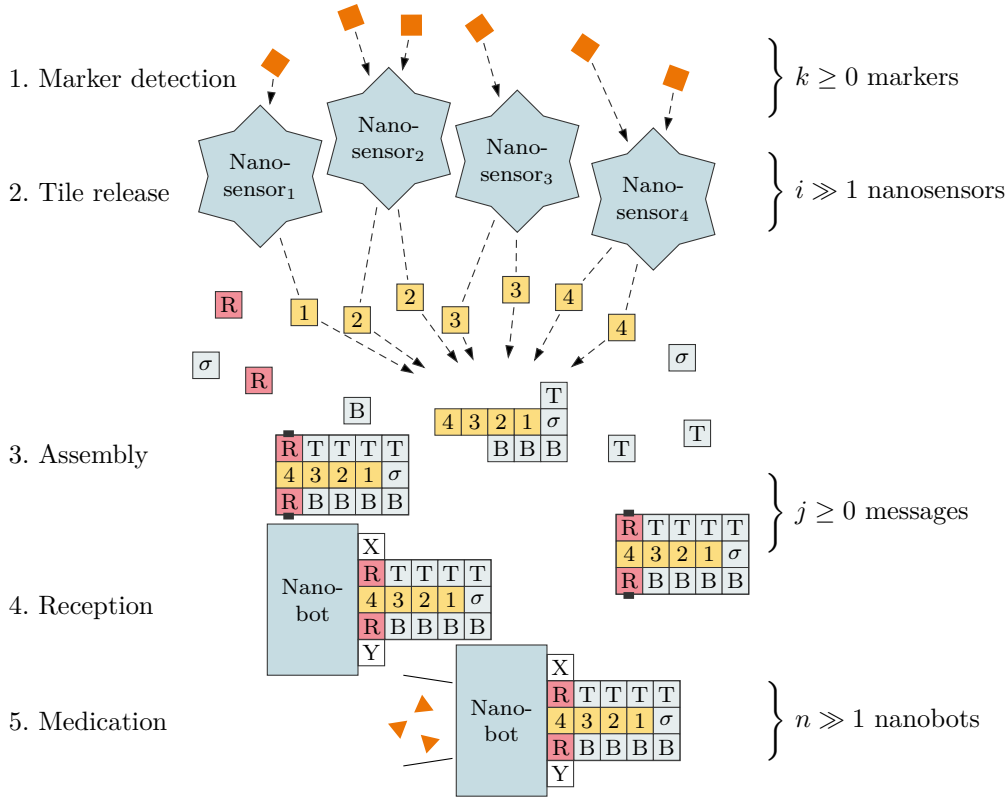 1. Marker detection
k ≥ 0 markers
Nano-
sensor₁
Nano-
sensor₂
Nano-
sensor₃
Nano-
sensor₄
2. Tile release
i ≫ 1 nanosensors
R
1
2
2
3
3
4
4
σ
R
B
σ
T
T
T
4 3 2 1 σ
B B B
3. Assembly
R T T T T
4 3 2 1 σ
R B B B B
j ≥ 0 messages
R T T T T
4 3 2 1 σ
R B B B B
4. Reception
Nano-
bot
X
R T T T T
4 3 2 1 σ
R B B B B
Y
5. Medication
Nano-
bot
X
R T T T T
4 3 2 1 σ
R B B B B
Y
n ≫ 1 nanobots